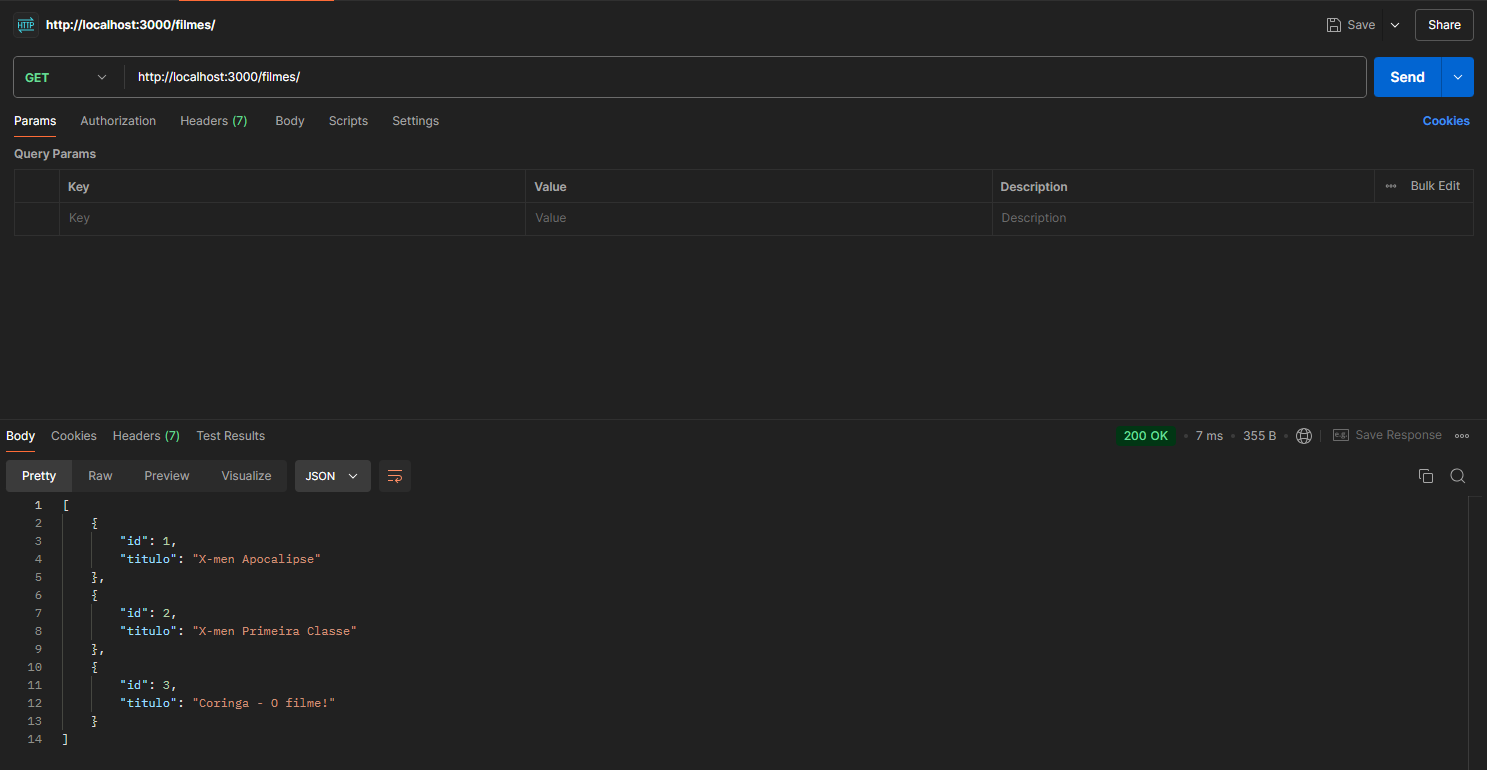 HTTP http://localhost:3000/filmes/ Save Share
GET http://localhost:3000/filmes/ Send
Params Authorization Headers (7) Body Scripts Settings Cookies
Query Params
Key Value Description ••• Bulk Edit
Key Value Description
Body Cookies Headers (7) Test Results 200 OK • 7 ms • 355 B • e.g. Save Response
Pretty Raw Preview Visualize JSON
1 [
2 {
3 "id": 1,
4 "titulo": "X-men Apocalipse"
5 },
6 {
7 "id": 2,
8 "titulo": "X-men Primeira Classe"
9 },
10 {
11 "id": 3,
12 "titulo": "Coringa - O filme!"
13 }
14 ]